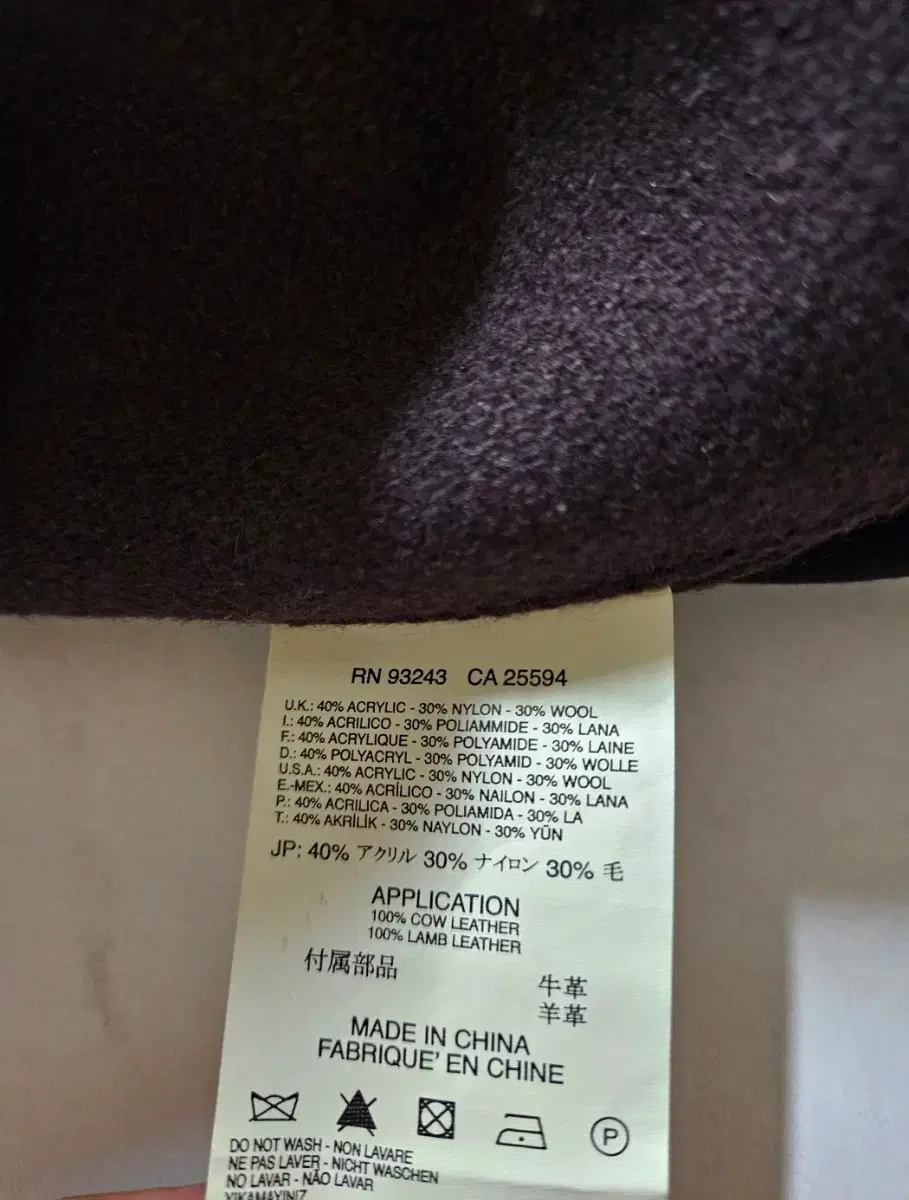 RN 93243 CA 25594
U.K.: 40% ACRYLIC - 30% NYLON - 30% WOOL
I.: 40% ACRILICO - 30% POLIAMMIDE - 30% LANA
F.: 40% ACRYLIQUE - 30% POLYAMIDE - 30% LAINE
D.: 40% POLYACRYL - 30% POLYAMID - 30% WOLLE
U.S.A.: 40% ACRYLIC - 30% NYLON - 30% WOOL
E.-MEX.: 40% ACRÍLICO - 30% NAILON - 30% LANA
P.: 40% ACRILICA - 30% POLIAMIDA - 30% LA
T.: 40% AKRİLİK - 30% NAYLON - 30% YÜN
JP: 40% アクリル 30% ナイロン 30% 毛
APPLICATION
100% COW LEATHER
100% LAMB LEATHER
付属部品 牛革
羊革
MADE IN CHINA
FABRIQUE' EN CHINE
P
DO NOT WASH - NON LAVARE
NE PAS LAVER - NICHT WASCHEN
NO LAVAR - NÃO LAVAR
YIKAMAYINIZ